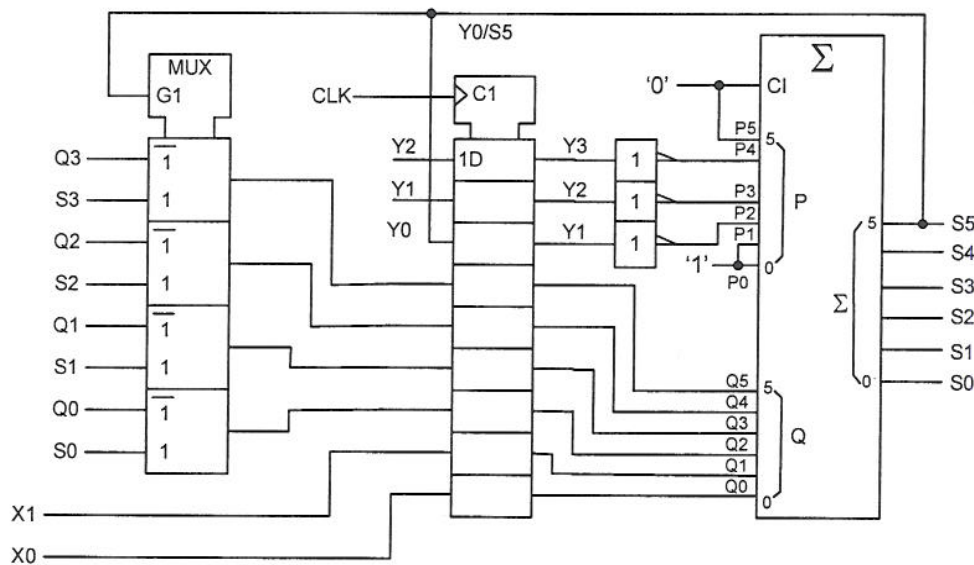 Y0/S5
MUX
G1
Q3
1
S3
1
Q2
1
S2
1
Q1
1
S1
1
Q0
1
S0
1
X1
X0
CLK
C1
Y2
1D
Y1
Y0
Y3
1
Y2
1
Y1
1
'0'
'1'
Σ
CI
P5
5
P4
P3
P
P2
P1
P0
0
Q5
5
Q4
Q3
Q
Q2
Q1
Q0
0
Σ
5
0
S5
S4
S3
S2
S1
S0